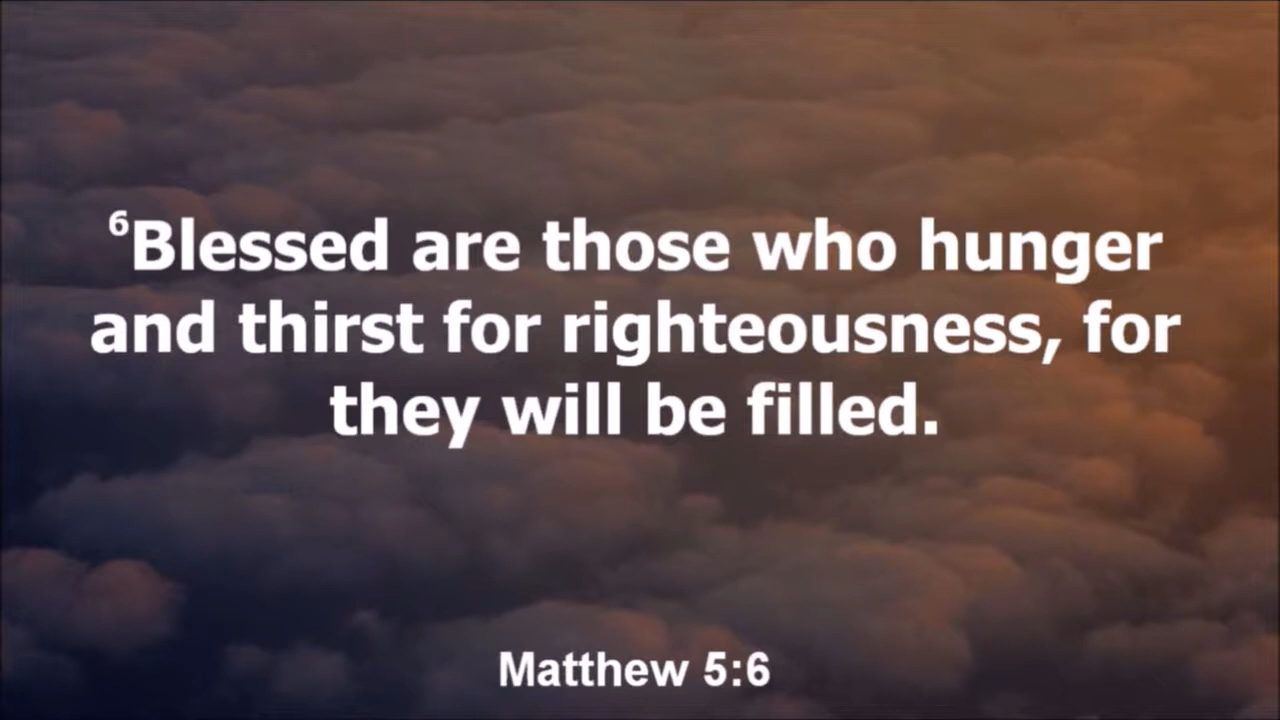 ⁶Blessed are those who hunger
and thirst for righteousness, for
they will be filled.
Matthew 5:6